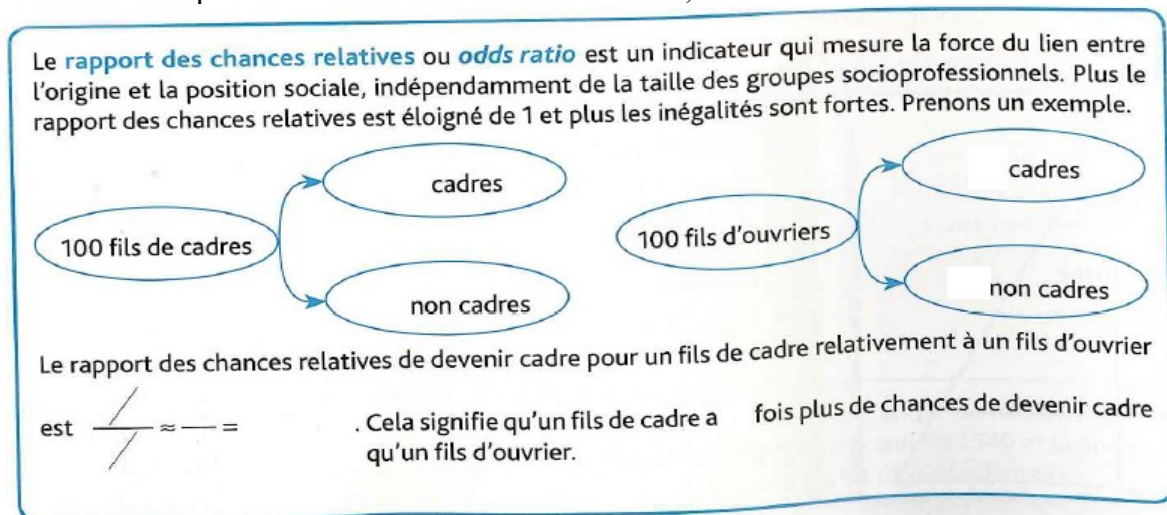 Le rapport des chances relatives ou odds ratio est un indicateur qui mesure la force du lien entre
l'origine et la position sociale, indépendamment de la taille des groupes socioprofessionnels. Plus le
rapport des chances relatives est éloigné de 1 et plus les inégalités sont fortes. Prenons un exemple.
cadres
cadres
100 fils de cadres
100 fils d'ouvriers
non cadres
non cadres
Le rapport des chances relatives de devenir cadre pour un fils de cadre relativement à un fils d'ouvrier
est / / ≈ — = . Cela signifie qu'un fils de cadre a fois plus de chances de devenir cadre
qu'un fils d'ouvrier.